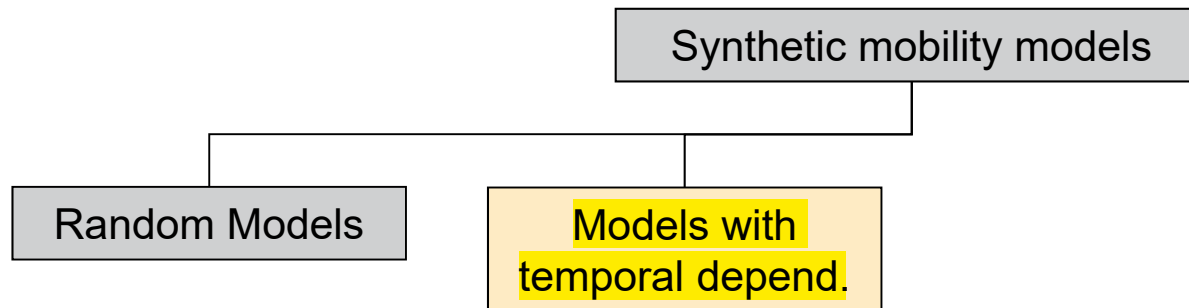 Synthetic mobility models
Random Models
Models with
temporal depend.